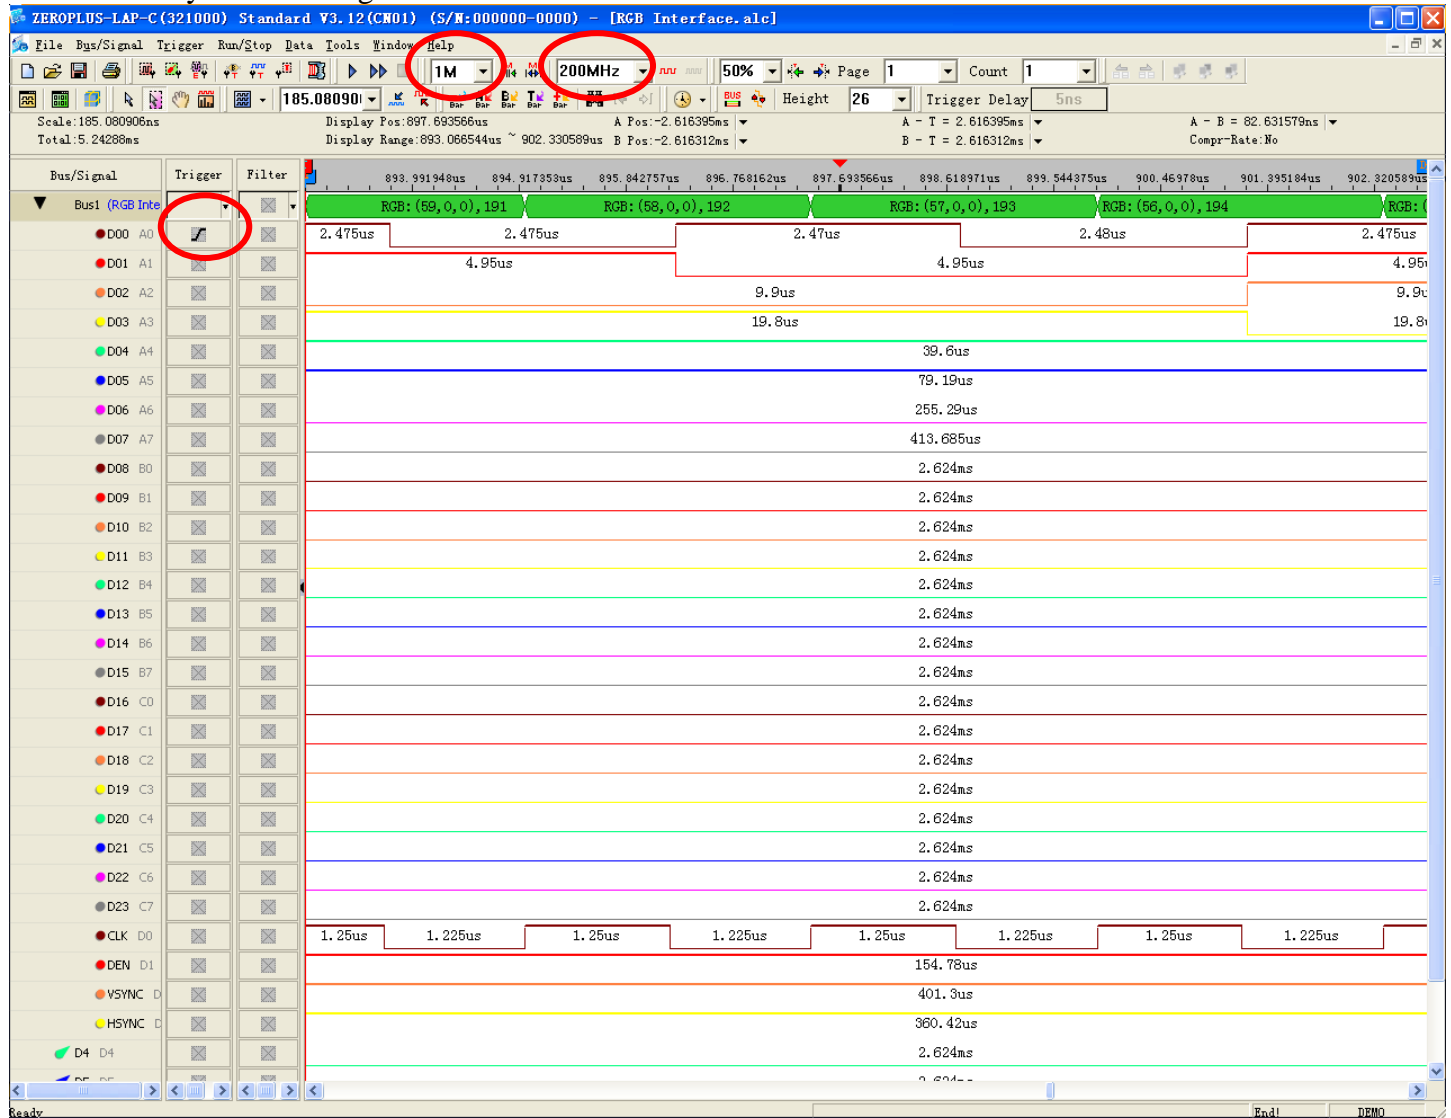 ZEROPLUS-LAP-C(321000) Standard V3.12(CN01) (S/N:000000-0000) - [RGB Interface.alc]
File Bus/Signal Trigger Run/Stop Data Tools Window Help
1M 200MHz 50% Page 1 Count 1
185.08090 Bar Bar Bar Bar Bar BUS Height 26 Trigger Delay 5ns
Scale:185.080906ns Display Pos:897.693566us A Pos:-2.616395ms A - T = 2.616395ms A - B = 82.631579ns
Total:5.24288ms Display Range:893.066544us ~ 902.330589us B Pos:-2.616312ms B - T = 2.616312ms Compr-Rate:No
Bus/Signal Trigger Filter 893.991948us 894.917353us 895.842757us 896.768162us 897.693566us 898.618971us 899.544375us 900.46978us 901.395184us 902.320589us
Bus1 (RGB Inte RGB:(59,0,0),191 RGB:(58,0,0),192 RGB:(57,0,0),193 RGB:(56,0,0),194 RGB:(
D00 A0 2.475us 2.475us 2.47us 2.48us 2.475us
D01 A1 4.95us 4.95us 4.95
D02 A2 9.9us 9.9u
D03 A3 19.8us 19.8
D04 A4 39.6us
D05 A5 79.19us
D06 A6 255.29us
D07 A7 413.685us
D08 B0 2.624ms
D09 B1 2.624ms
D10 B2 2.624ms
D11 B3 2.624ms
D12 B4 2.624ms
D13 B5 2.624ms
D14 B6 2.624ms
D15 B7 2.624ms
D16 C0 2.624ms
D17 C1 2.624ms
D18 C2 2.624ms
D19 C3 2.624ms
D20 C4 2.624ms
D21 C5 2.624ms
D22 C6 2.624ms
D23 C7 2.624ms
CLK D0 1.25us 1.225us 1.25us 1.225us 1.25us 1.225us 1.25us 1.225us
DEN D1 154.78us
VSYNC D 401.3us
HSYNC D 360.42us
D4 D4 2.624ms
Ready End! DEMO